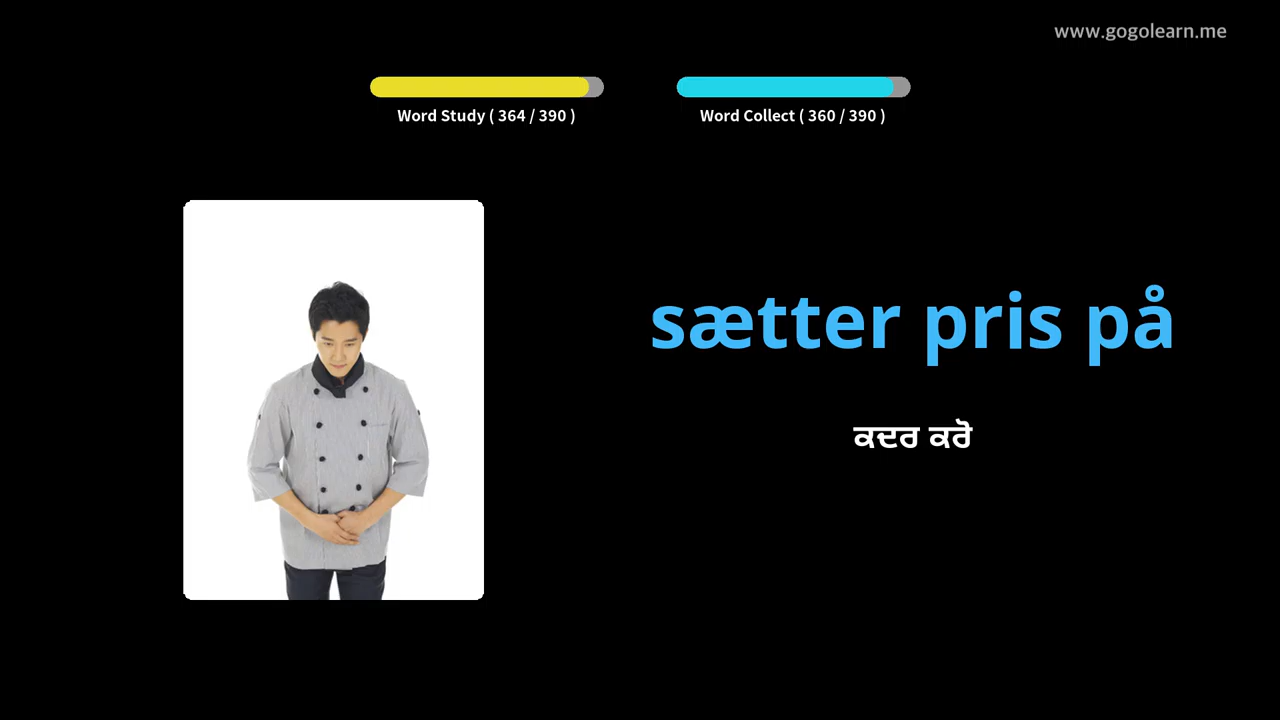 www.gogolearn.me
Word Study ( 364 / 390 )
Word Collect ( 360 / 390 )
sætter pris på
ਕਦਰ ਕਰੋ